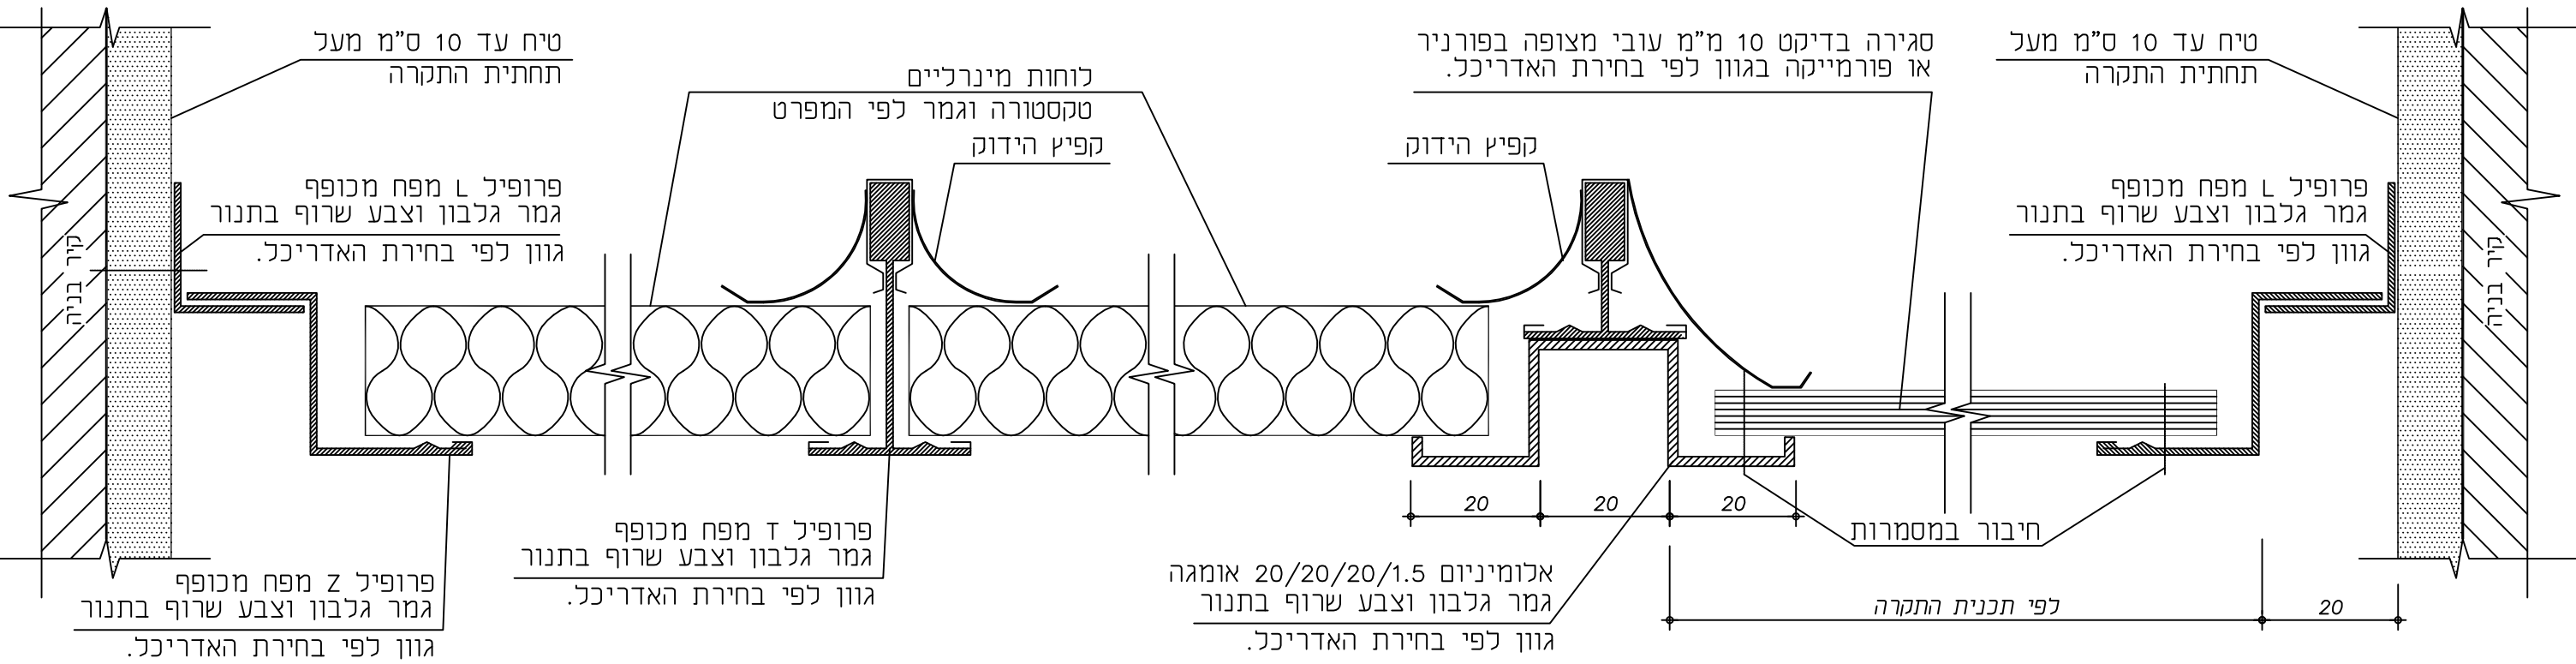 טיח עד 10 ס"מ מעל
תחתית התקרה
לוחות מינרליים
טקסטורה וגמר לפי המפרט
קפיץ הידוק
סגירה בדיקט 10 מ"מ עובי מצופה בפורניר
או פורמייקה בגוון לפי בחירת האדריכל.
קפיץ הידוק
טיח עד 10 ס"מ מעל
תחתית התקרה
פרופיל L מפח מכופף
גמר גלבון וצבע שרוף בתנור
גוון לפי בחירת האדריכל.
קיר בניה
פרופיל L מפח מכופף
גמר גלבון וצבע שרוף בתנור
גוון לפי בחירת האדריכל.
קיר בניה
פרופיל Z מפח מכופף
גמר גלבון וצבע שרוף בתנור
גוון לפי בחירת האדריכל.
פרופיל T מפח מכופף
גמר גלבון וצבע שרוף בתנור
גוון לפי בחירת האדריכל.
20
20
20
חיבור במסמרות
אלומיניום 20/20/20/1.5 אומגה
גמר גלבון וצבע שרוף בתנור
גוון לפי בחירת האדריכל.
לפי תכנית התקרה
20